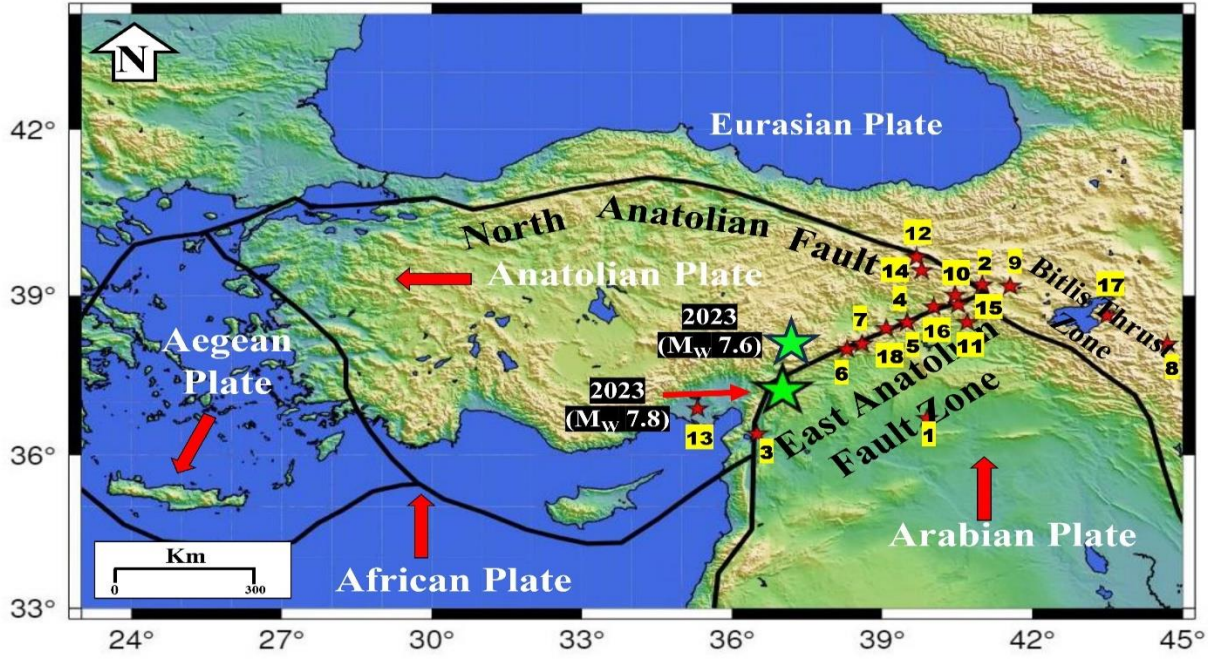 N
42°
39°
36°
33°
Eurasian Plate
North Anatolian Fault
Anatolian Plate
Aegean
Plate
2023
(MW 7.6)
2023
(MW 7.8)
12
14
10
2
9
17
4
7
15
16
11
5
18
6
8
13
3
1
Bitlis Thrust
Zone
East Anatolian
Fault Zone
Arabian Plate
African Plate
Km
0 300
24° 27° 30° 33° 36° 39° 42° 45°